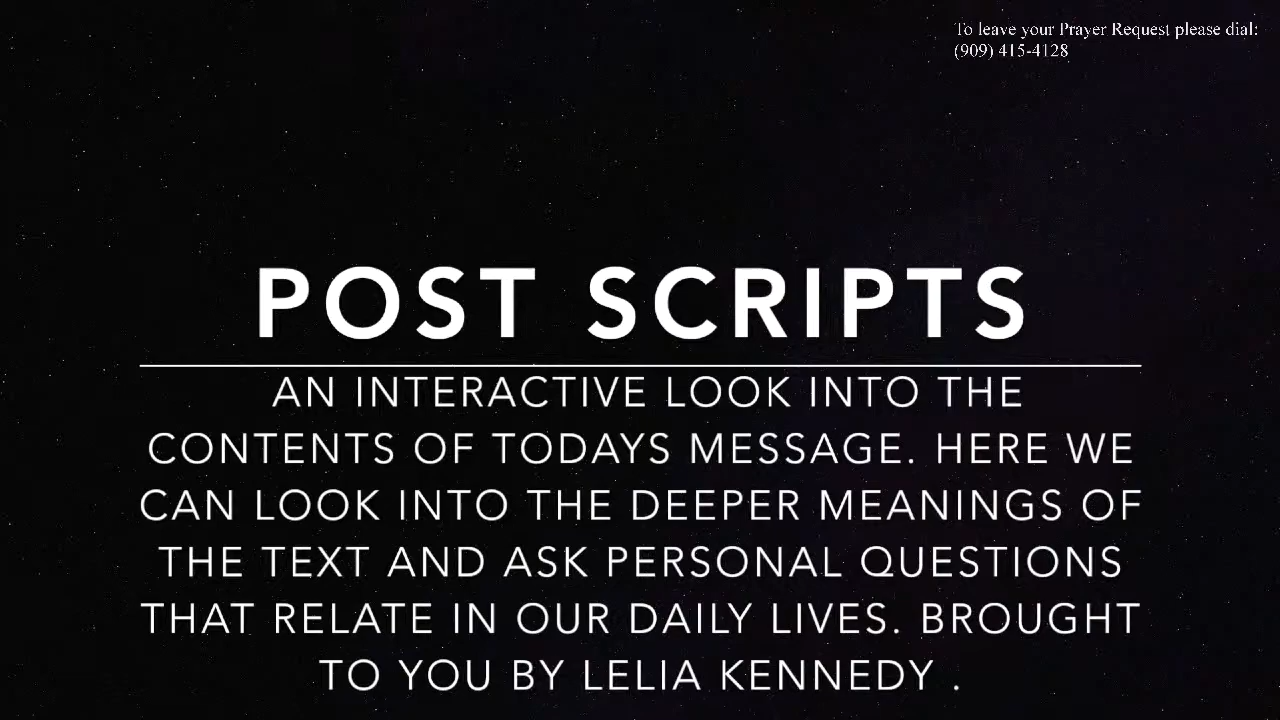 To leave your Prayer Request please dial:
(909) 415-4128
POST SCRIPTS
AN INTERACTIVE LOOK INTO THE
CONTENTS OF TODAYS MESSAGE. HERE WE
CAN LOOK INTO THE DEEPER MEANINGS OF
THE TEXT AND ASK PERSONAL QUESTIONS
THAT RELATE IN OUR DAILY LIVES. BROUGHT
TO YOU BY LELIA KENNEDY .